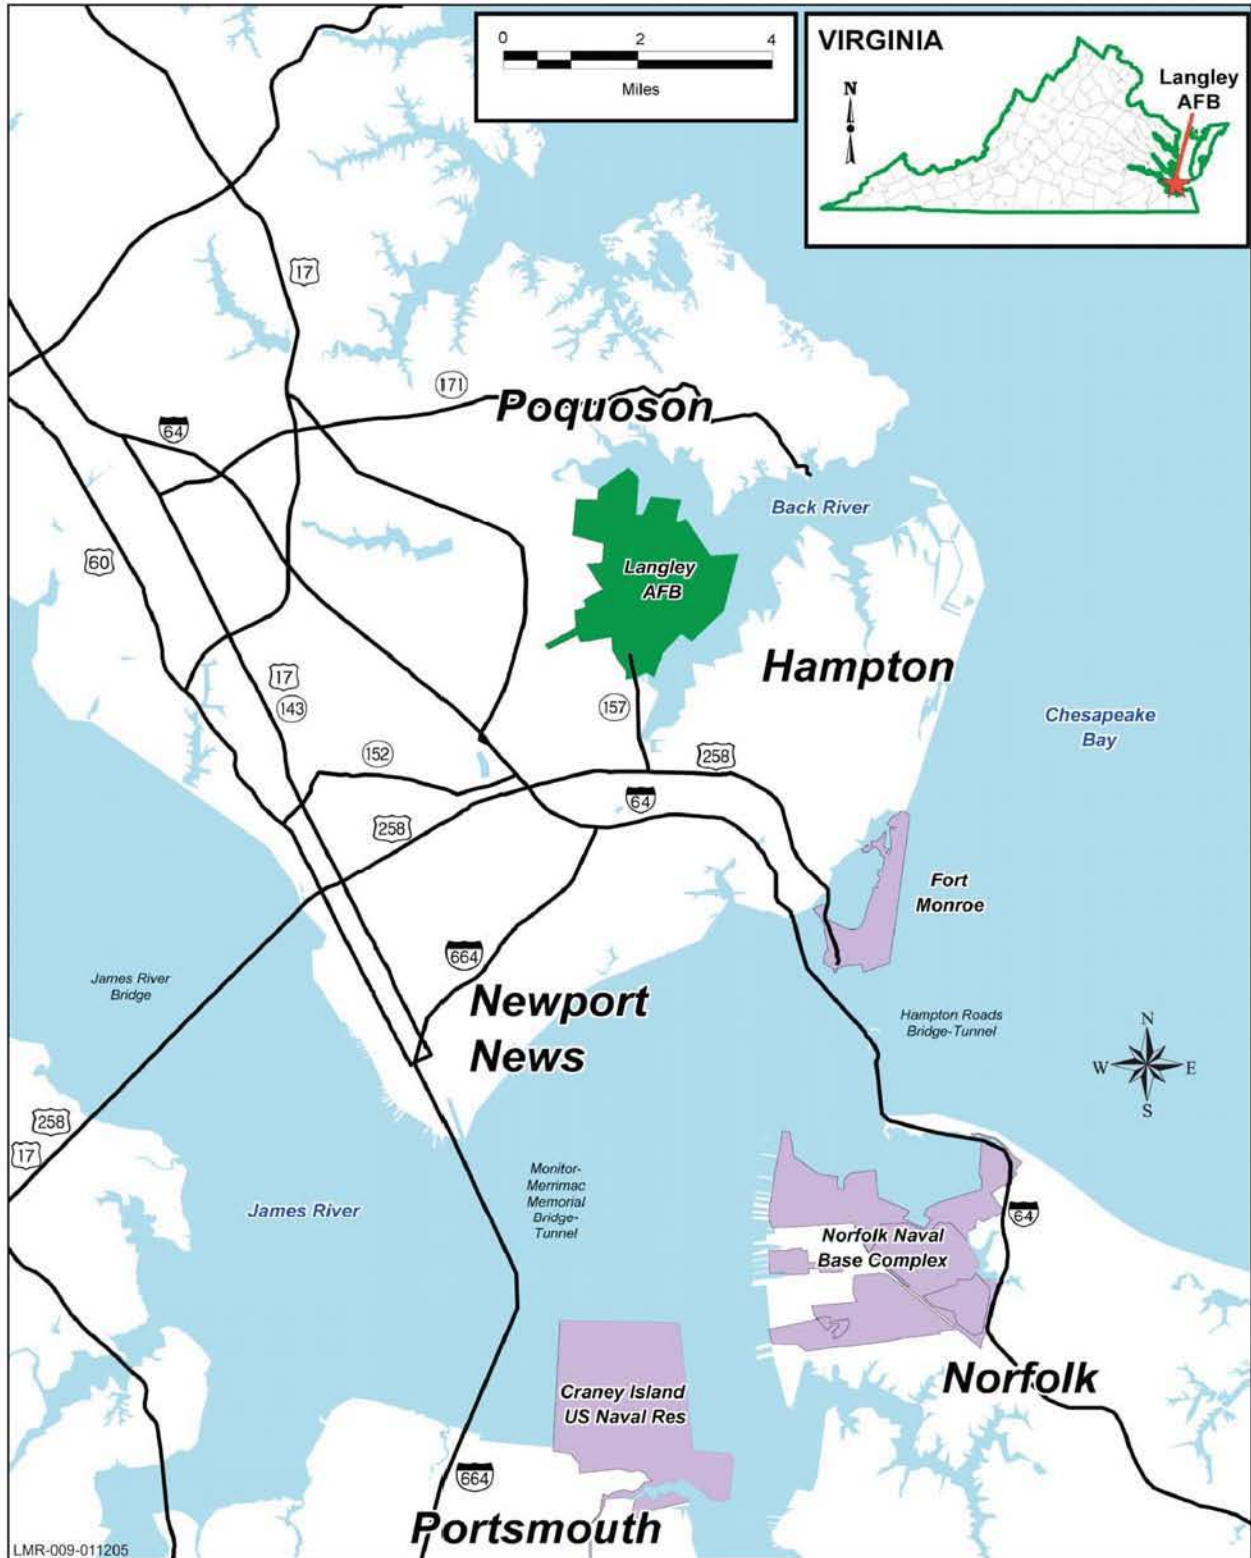 0 2 4
Miles
VIRGINIA
N
Langley
AFB
17
171
Poquoson
64
Back River
60
Langley
AFB
Hampton
17
143
157
Chesapeake
Bay
152
258
64
258
Fort
Monroe
664
James River
Bridge
Newport
News
Hampton Roads
Bridge-Tunnel
N
W E
S
258
17
Monitor-
Merrimac
Memorial
Bridge-
Tunnel
James River
64
Norfolk Naval
Base Complex
Norfolk
Craney Island
US Naval Res
664
Portsmouth
LMR-009-011205